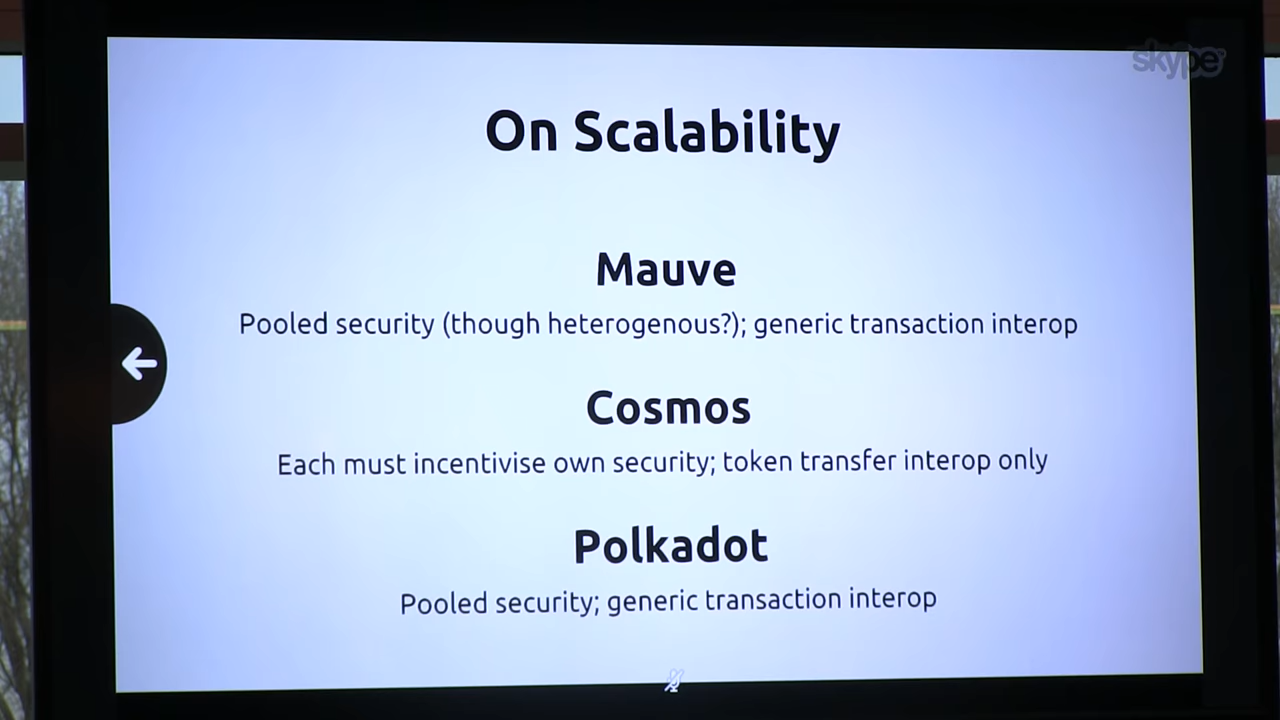 skype
On Scalability
Mauve
Pooled security (though heterogenous?); generic transaction interop
Cosmos
Each must incentivise own security; token transfer interop only
Polkadot
Pooled security; generic transaction interop